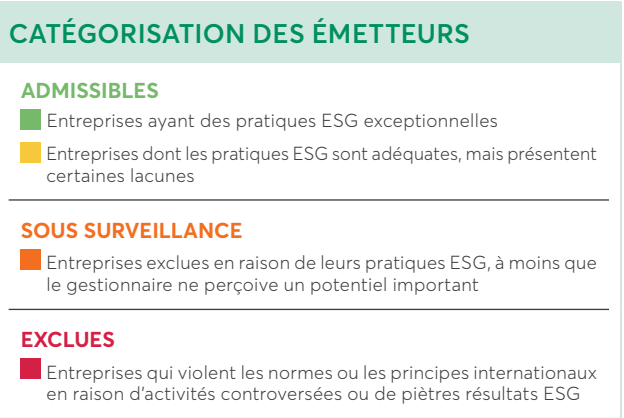 CATÉGORISATION DES ÉMETTEURS
ADMISSIBLES
Entreprises ayant des pratiques ESG exceptionnelles
Entreprises dont les pratiques ESG sont adéquates, mais présentent
certaines lacunes
SOUS SURVEILLANCE
Entreprises exclues en raison de leurs pratiques ESG, à moins que
le gestionnaire ne perçoive un potentiel important
EXCLUES
Entreprises qui violent les normes ou les principes internationaux
en raison d'activités controversées ou de piètres résultats ESG